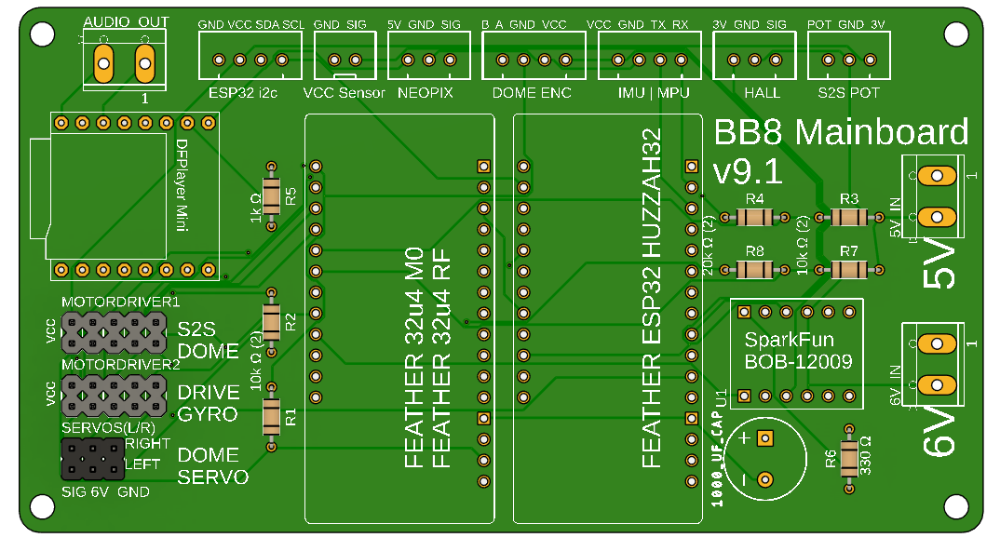 AUDIO OUT
1
GND VCC SDA SCL
ESP32 i2c
GND SIG
VCC Sensor
5V GND SIG
NEOPIX
B A GND VCC
DOME ENC
VCC GND TX RX
IMU | MPU
3V GND SIG
HALL
POT GND 3V
S2S POT
BB8 Mainboard
v9.1
DFPlayer Mini
1k Ω
R5
R2
10k Ω (2)
R1
MOTORDRIVER1
VCC
S2S
DOME
MOTORDRIVER2
VCC
DRIVE
GYRO
SERVOS(L/R)
RIGHT
LEFT
DOME
SERVO
SIG 6V GND
FEATHER 32u4 M0
FEATHER 32u4 RF
FEATHER ESP32 HUZZAH32
20k Ω (2)
R4
R8
10k Ω (2)
R3
R7
5V IN
1
5V
SparkFun
BOB-12009
U1
6V IN
1
6V
1000_UF_CAP
+
−
R6
330 Ω